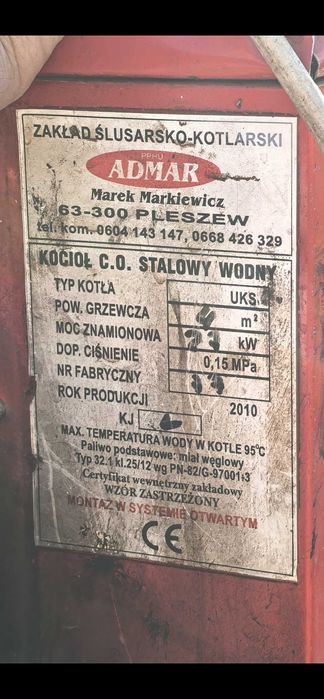 ZAKŁAD ŚLUSARSKO-KOTLARSKI
PPHU
ADMAR
Marek Markiewicz
63-300 PLESZEW
tel. kom. 0604 143 147, 0668 426 329
KOCIOŁ C.O. STALOWY WODNY
TYP KOTŁA UKS
POW. GRZEWCZA m²
MOC ZNAMIONOWA kW
DOP. CIŚNIENIE 0,15 MPa
NR FABRYCZNY
ROK PRODUKCJI 2010
KJ
MAX. TEMPERATURA WODY W KOTLE 95°C
Paliwo podstawowe: miał węglowy
Typ 32.1 kl.25/12 wg PN-82/G-97001÷3
Certyfikat wewnętrzny zakładowy
WZÓR ZASTRZEŻONY
MONTAŻ W SYSTEMIE OTWARTYM
CE